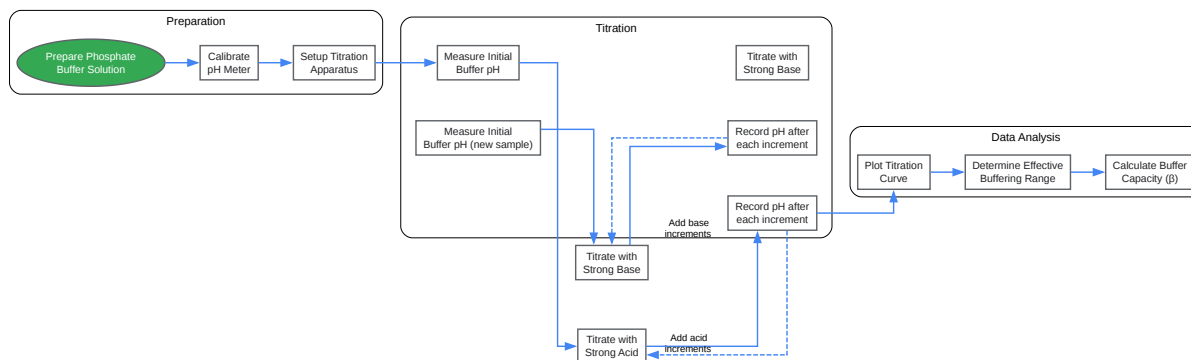 Preparation
Prepare Phosphate
Buffer Solution
Calibrate
pH Meter
Setup Titration
Apparatus
Titration
Measure Initial
Buffer pH
Titrate with
Strong Base
Measure Initial
Buffer pH (new sample)
Record pH after
each increment
Record pH after
each increment
Add base
increments
Titrate with
Strong Base
Titrate with
Strong Acid
Add acid
increments
Data Analysis
Plot Titration
Curve
Determine Effective
Buffering Range
Calculate Buffer
Capacity (β)